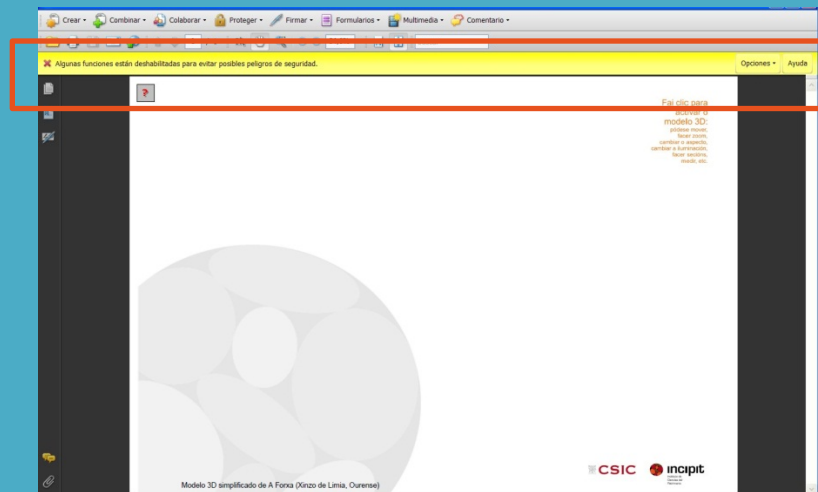 Crear Combinar Colaborar Proteger Firmar Formularios Multimedia Comentario
Algunas funciones están deshabilitadas para evitar posibles peligros de seguridad. Opciones Ayuda
?
Fai clic para
activar o
modelo 3D:
pódese mover,
facer zoom,
cambiar o aspecto,
cambiar a iluminación,
facer seccións,
medir, etc.
CSIC incipit
Modelo 3D simplificado de A Forxa (Xinzo de Limia, Ourense)